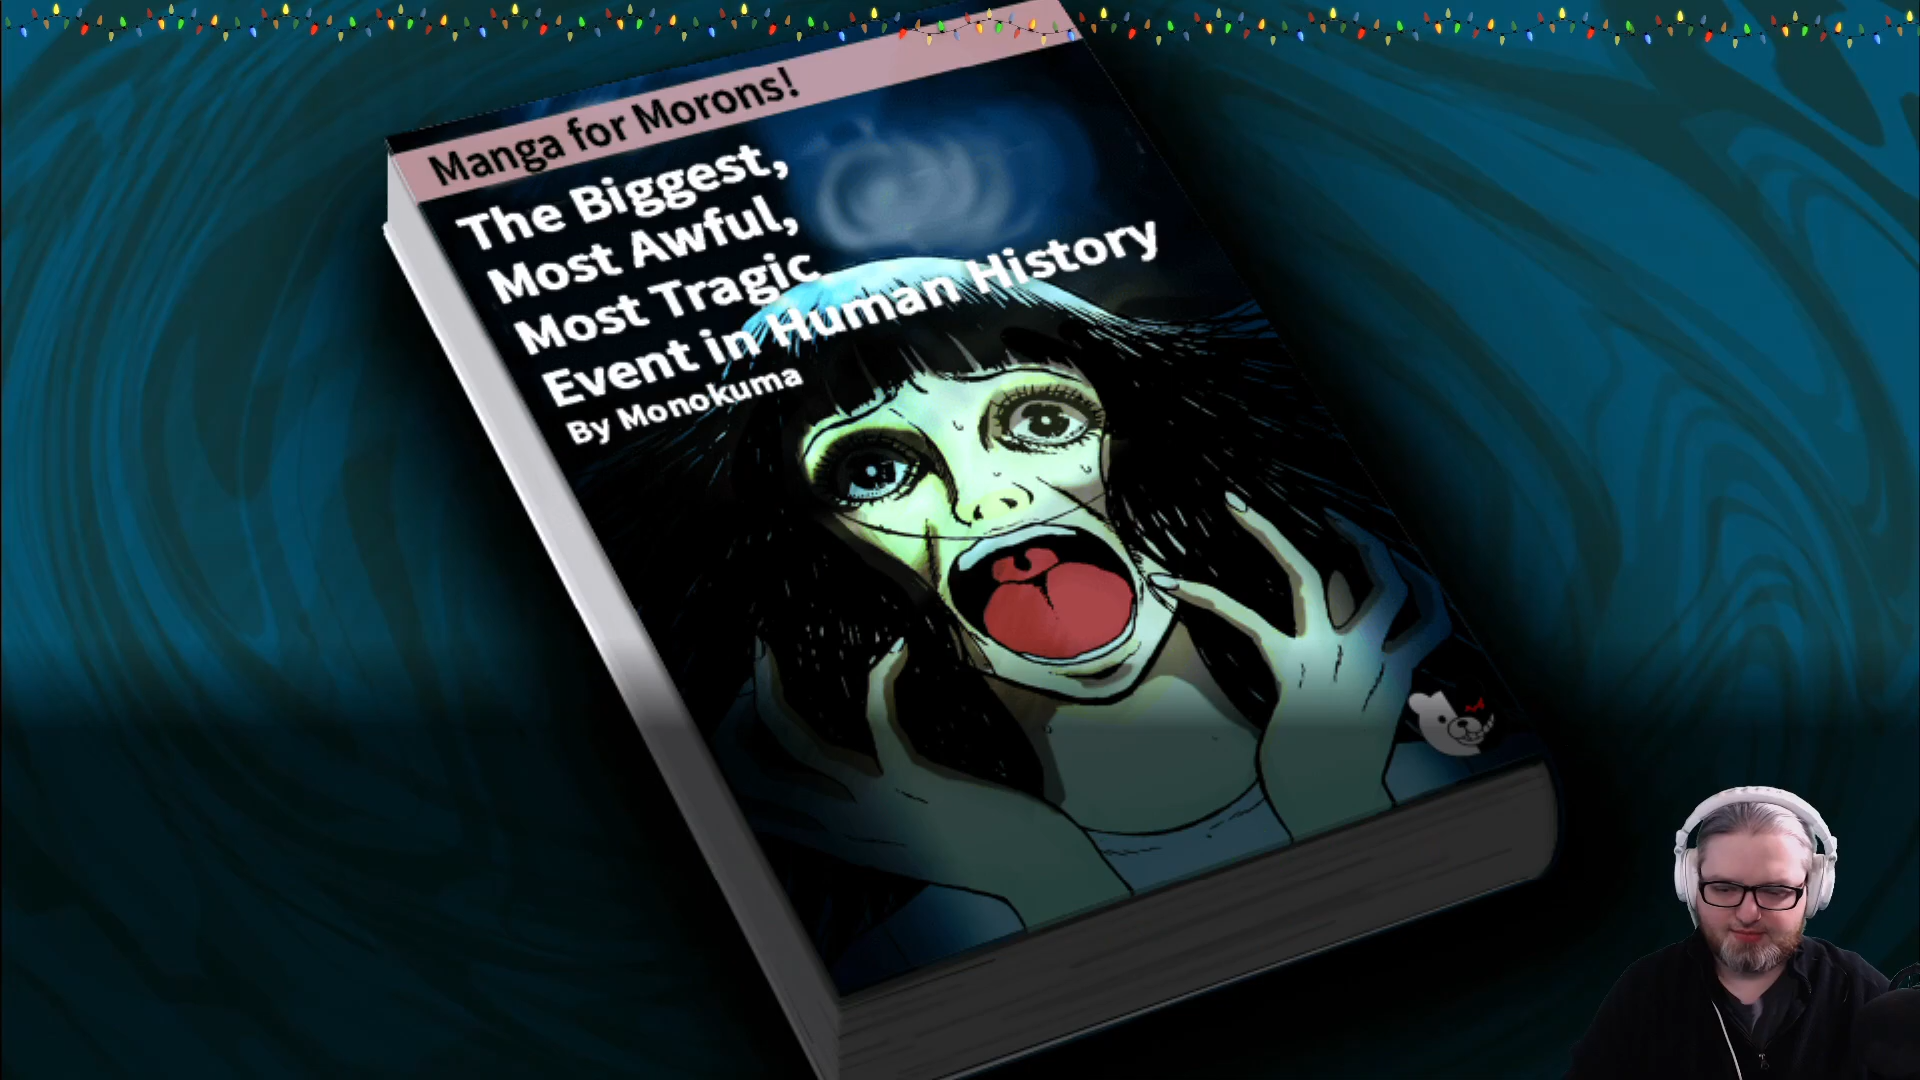 Manga for Morons!
The Biggest,
Most Awful,
Most Tragic
Event in Human History
By Monokuma